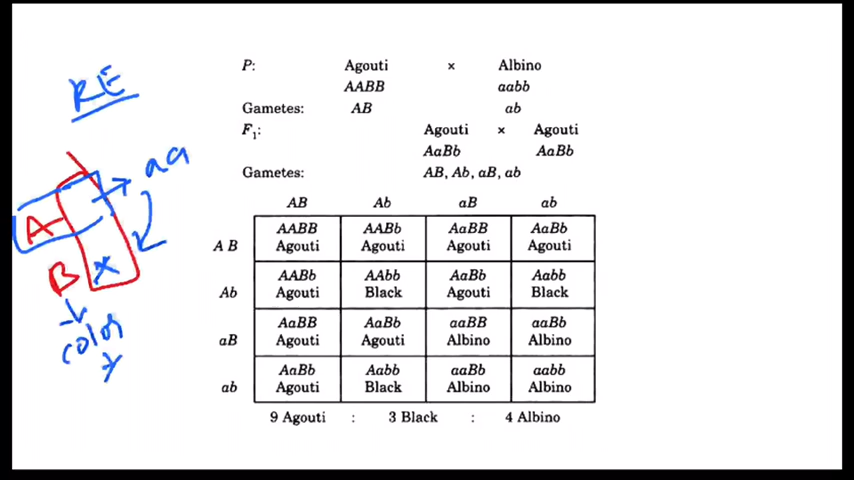 RE
aa
A
B
color
P: Agouti × Albino
AABB aabb
Gametes: AB ab
F₁: Agouti × Agouti
AaBb AaBb
Gametes: AB, Ab, aB, ab
AB Ab aB ab
A B AABB AABb AaBB AaBb
Agouti Agouti Agouti Agouti
Ab AABb AAbb AaBb Aabb
Agouti Black Agouti Black
aB AaBB AaBb aaBB aaBb
Agouti Agouti Albino Albino
ab AaBb Aabb aaBb aabb
Agouti Black Albino Albino
9 Agouti : 3 Black : 4 Albino